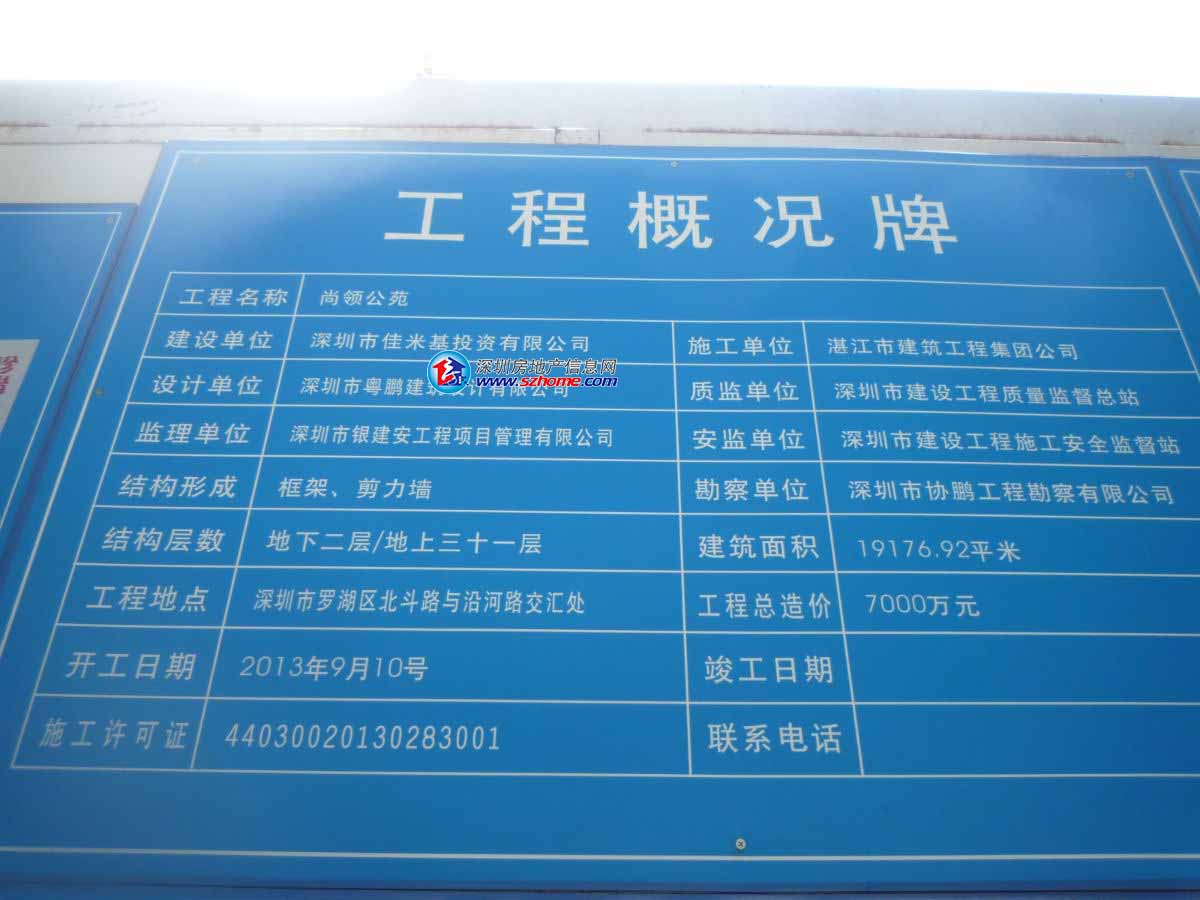 工程概况牌
工程名称 尚领公苑
建设单位 深圳市佳米基投资有限公司 施工单位 湛江市建筑工程集团公司
深圳房地产信息网
www.szhome.com
设计单位 深圳市粤鹏建筑设计有限公司 质监单位 深圳市建设工程质量监督总站
监理单位 深圳市银建安工程项目管理有限公司 安监单位 深圳市建设工程施工安全监督站
结构形成 框架、剪力墙 勘察单位 深圳市协鹏工程勘察有限公司
结构层数 地下二层/地上三十一层 建筑面积 19176.92平米
工程地点 深圳市罗湖区北斗路与沿河路交汇处 工程总造价 7000万元
开工日期 2013年9月10号 竣工日期
施工许可证 44030020130283001 联系电话